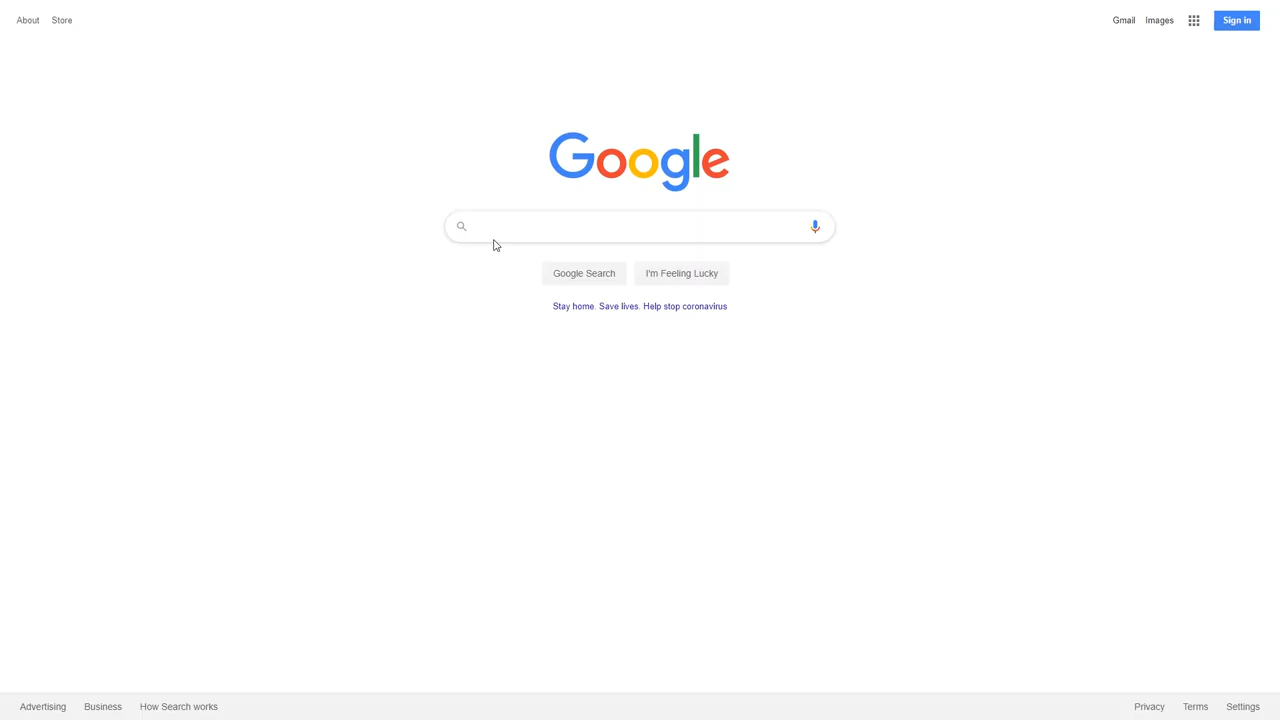 About Store Gmail Images Sign in
Google
Google Search I'm Feeling Lucky
Stay home. Save lives. Help stop coronavirus
Advertising Business How Search works Privacy Terms Settings